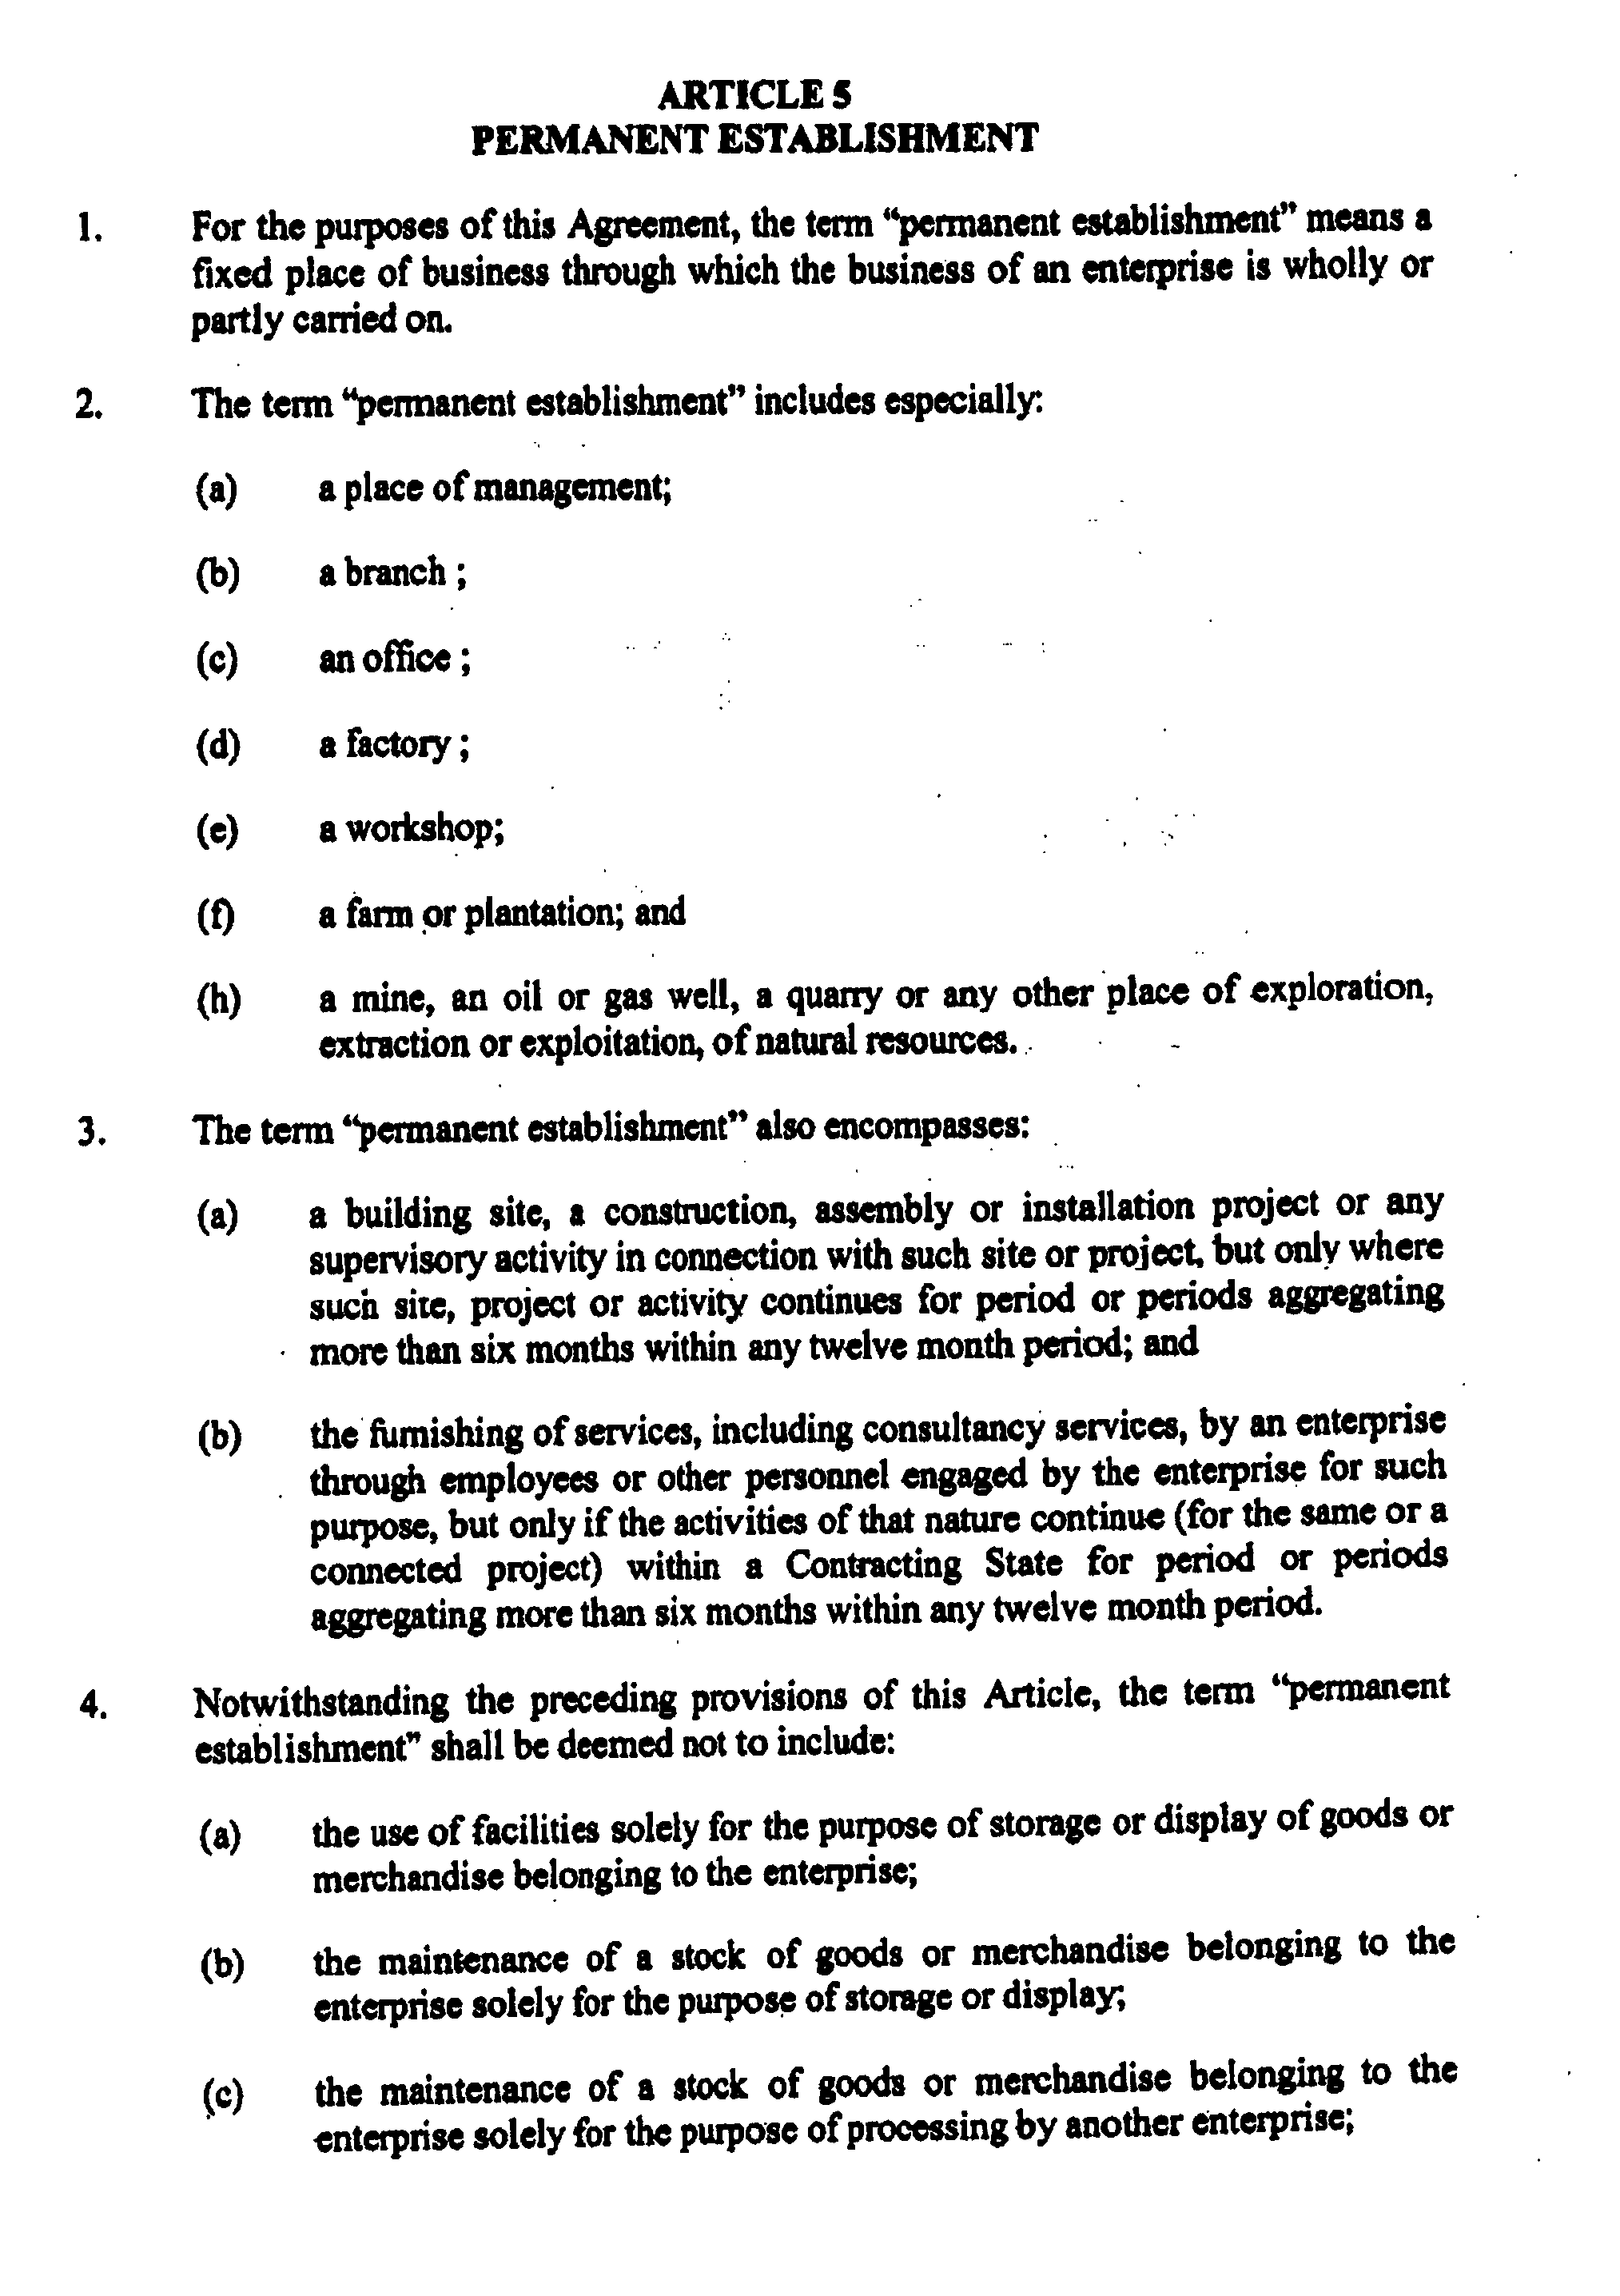 ARTICLE 5
PERMANENT ESTABLISHMENT
1. For the purposes of this Agreement, the term “permanent establishment” means a
fixed place of business through which the business of an enterprise is wholly or
partly carried on.
2. The term “permanent establishment” includes especially:
(a) a place of management;
(b) a branch ;
(c) an office ;
(d) a factory ;
(e) a workshop;
(f) a farm or plantation; and
(h) a mine, an oil or gas well, a quarry or any other place of exploration,
extraction or exploitation, of natural resources.
3. The term “permanent establishment” also encompasses:
(a) a building site, a construction, assembly or installation project or any
supervisory activity in connection with such site or project, but only where
such site, project or activity continues for period or periods aggregating
more than six months within any twelve month period; and
(b) the furnishing of services, including consultancy services, by an enterprise
through employees or other personnel engaged by the enterprise for such
purpose, but only if the activities of that nature continue (for the same or a
connected project) within a Contracting State for period or periods
aggregating more than six months within any twelve month period.
4. Notwithstanding the preceding provisions of this Article, the term “permanent
establishment” shall be deemed not to include:
(a) the use of facilities solely for the purpose of storage or display of goods or
merchandise belonging to the enterprise;
(b) the maintenance of a stock of goods or merchandise belonging to the
enterprise solely for the purpose of storage or display;
(c) the maintenance of a stock of goods or merchandise belonging to the
enterprise solely for the purpose of processing by another enterprise;